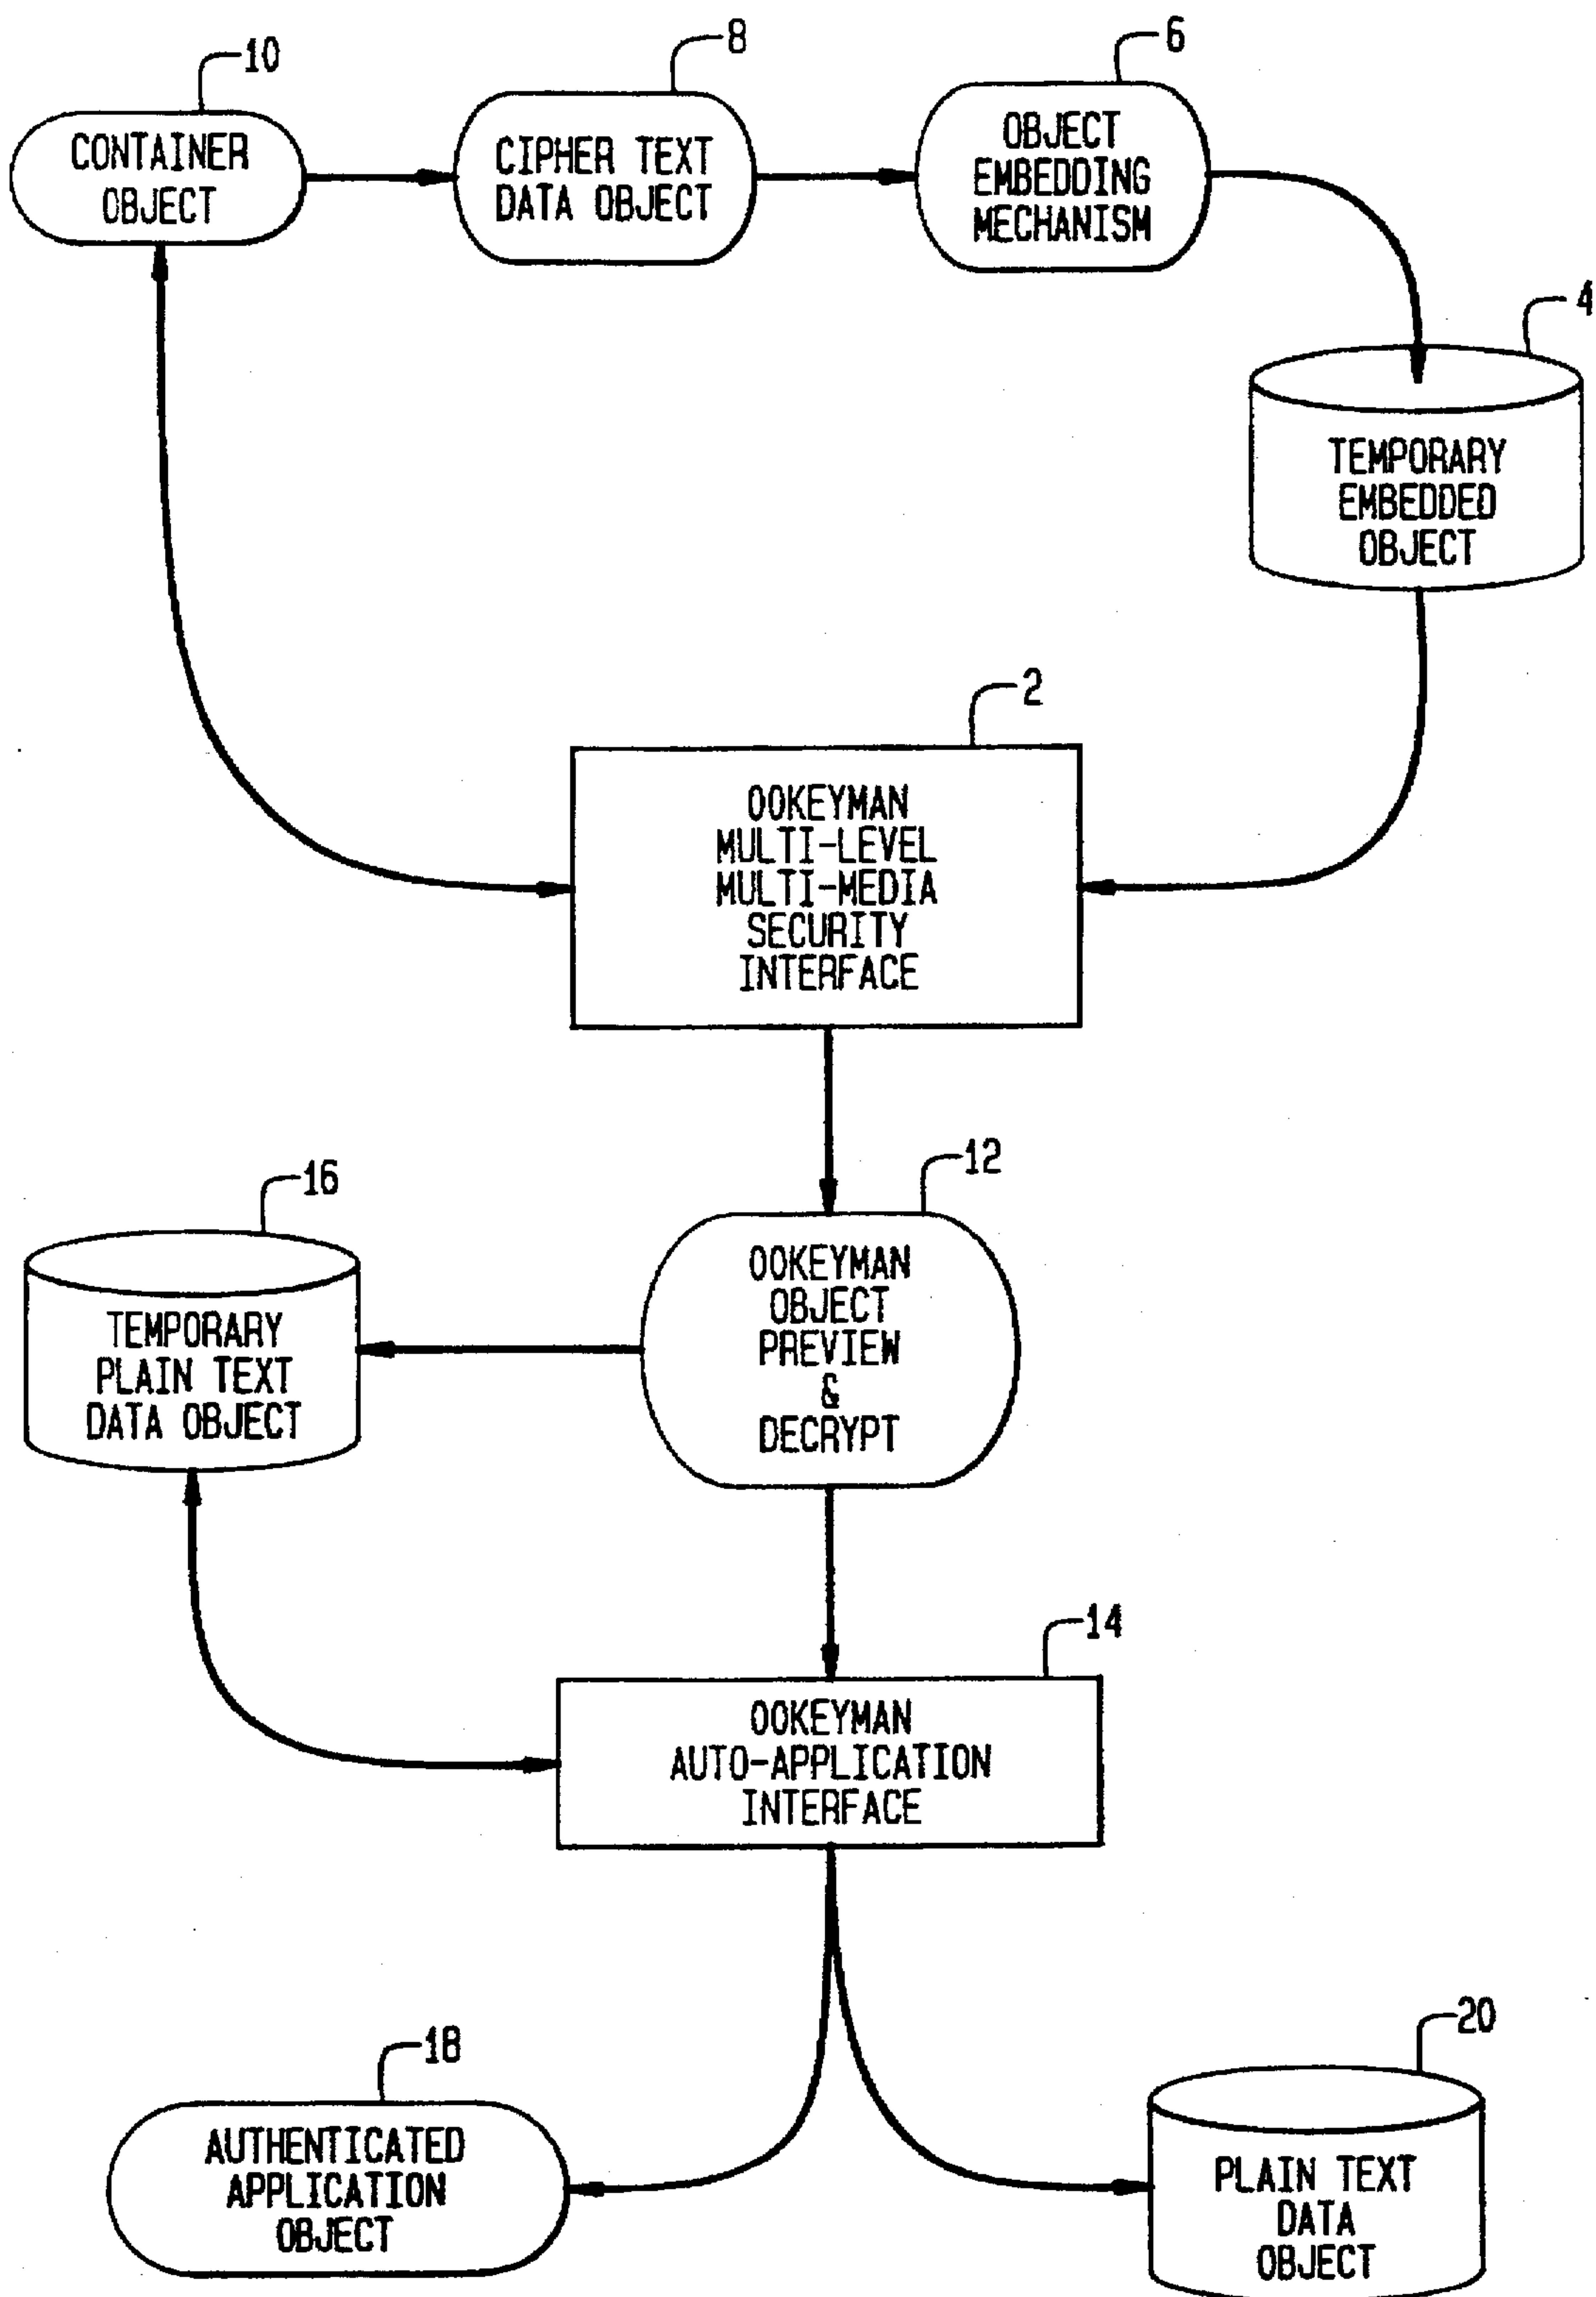 10
CONTAINER
OBJECT
8
CIPHER TEXT
DATA OBJECT
6
OBJECT
EMBEDDING
MECHANISM
4
TEMPORARY
EMBEDDED
OBJECT
2
OOKEYMAN
MULTI-LEVEL
MULTI-MEDIA
SECURITY
INTERFACE
12
OOKEYMAN
OBJECT
PREVIEW
&
DECRYPT
16
TEMPORARY
PLAIN TEXT
DATA OBJECT
14
OOKEYMAN
AUTO-APPLICATION
INTERFACE
18
AUTHENTICATED
APPLICATION
OBJECT
20
PLAIN TEXT
DATA
OBJECT